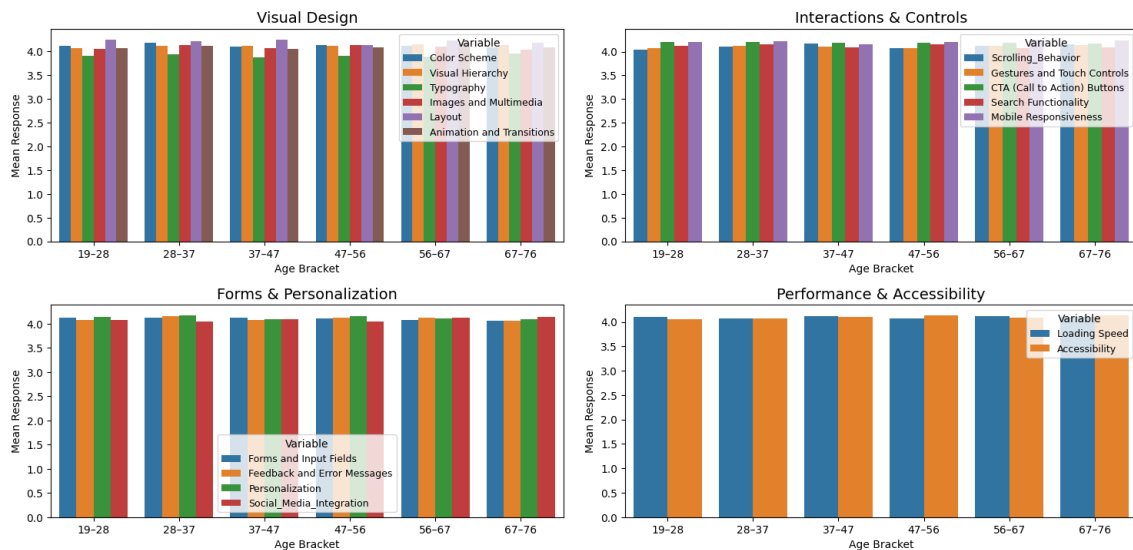 Visual Design
Mean Response
4.0
3.5
3.0
2.5
2.0
1.5
1.0
0.5
0.0
Variable
Color Scheme
Visual Hierarchy
Typography
Images and Multimedia
Layout
Animation and Transitions
19–28 28–37 37–47 47–56 56–67 67–76
Age Bracket
Interactions & Controls
Mean Response
4.0
3.5
3.0
2.5
2.0
1.5
1.0
0.5
0.0
Variable
Scrolling_Behavior
Gestures and Touch Controls
CTA (Call to Action) Buttons
Search Functionality
Mobile Responsiveness
19–28 28–37 37–47 47–56 56–67 67–76
Age Bracket
Forms & Personalization
Mean Response
4.0
3.5
3.0
2.5
2.0
1.5
1.0
0.5
0.0
Variable
Forms and Input Fields
Feedback and Error Messages
Personalization
Social_Media_Integration
19–28 28–37 37–47 47–56 56–67 67–76
Age Bracket
Performance & Accessibility
Mean Response
4.0
3.5
3.0
2.5
2.0
1.5
1.0
0.5
0.0
Variable
Loading Speed
Accessibility
19–28 28–37 37–47 47–56 56–67 67–76
Age Bracket